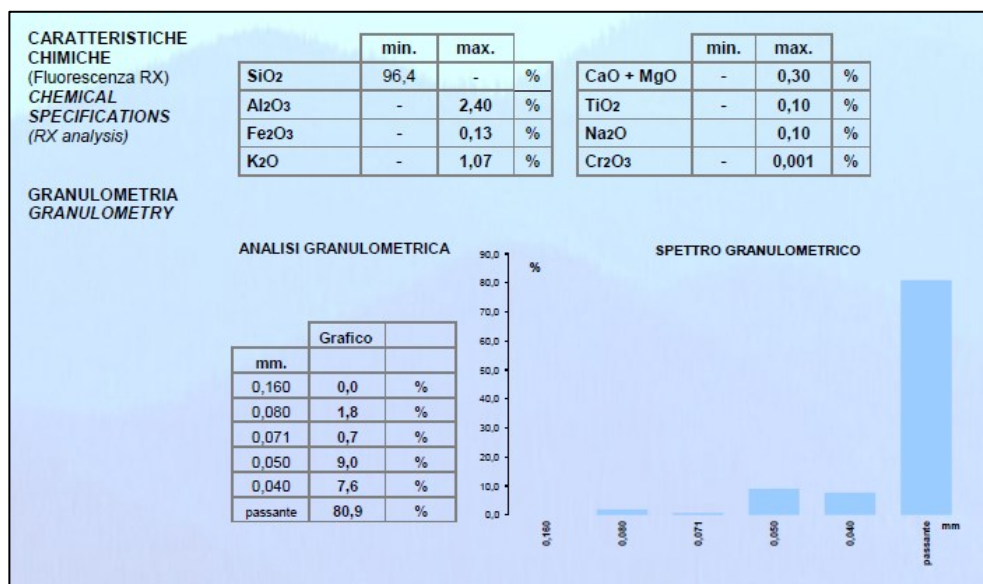 CARATTERISTICHE
CHIMICHE
(Fluorescenza RX)
CHEMICAL
SPECIFICATIONS
(RX analysis)
min. max.
SiO2 96,4 - %
Al2O3 - 2,40 %
Fe2O3 - 0,13 %
K2O - 1,07 %
min. max.
CaO + MgO - 0,30 %
TiO2 0,10 %
Na2O 0,10 %
Cr2O3 - 0,001 %
GRANULOMETRIA
GRANULOMETRY
ANALISI GRANULOMETRICA
Grafico
mm.
0,160 0,0 %
0,080 1,8 %
0,071 0,7 %
0,050 9,0 %
0,040 7,6 %
passante 80,9 %
SPETTRO GRANULOMETRICO
%
90,0
80,0
70,0
60,0
50,0
40,0
30,0
20,0
10,0
0,0
0,160 0,080 0,071 0,050 0,040 passante mm